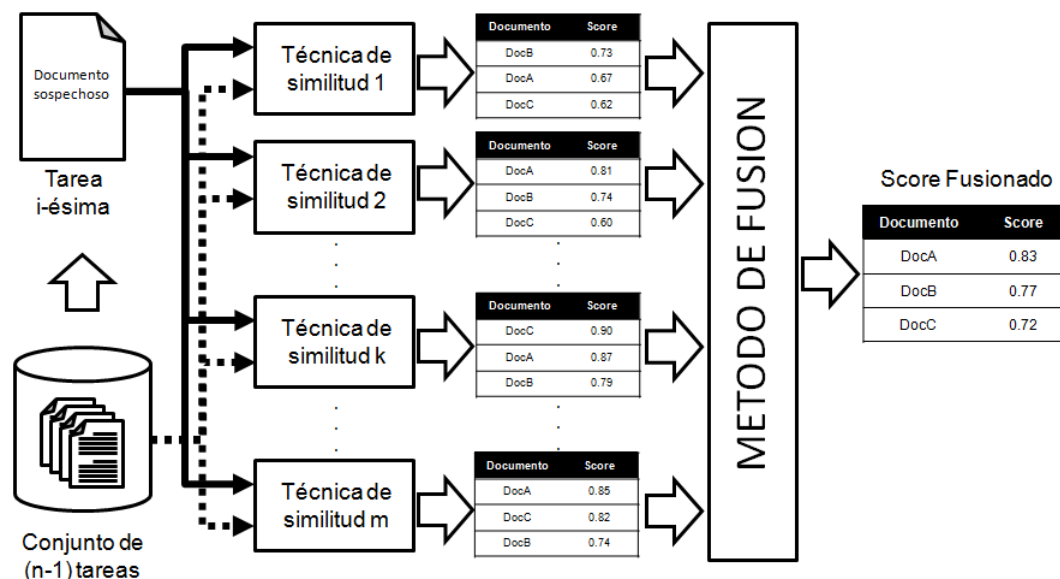 Documento
sospechoso
Tarea
i-ésima
Conjunto de
(n-1) tareas
Técnica de
similitud 1
Documento Score
DocB 0.73
DocA 0.67
DocC 0.62
Técnica de
similitud 2
Documento Score
DocA 0.81
DocB 0.74
DocC 0.60
Técnica de
similitud k
Documento Score
DocC 0.90
DocA 0.87
DocB 0.79
Técnica de
similitud m
Documento Score
DocA 0.85
DocC 0.82
DocB 0.74
METODO DE FUSION
Score Fusionado
Documento Score
DocA 0.83
DocB 0.77
DocC 0.72